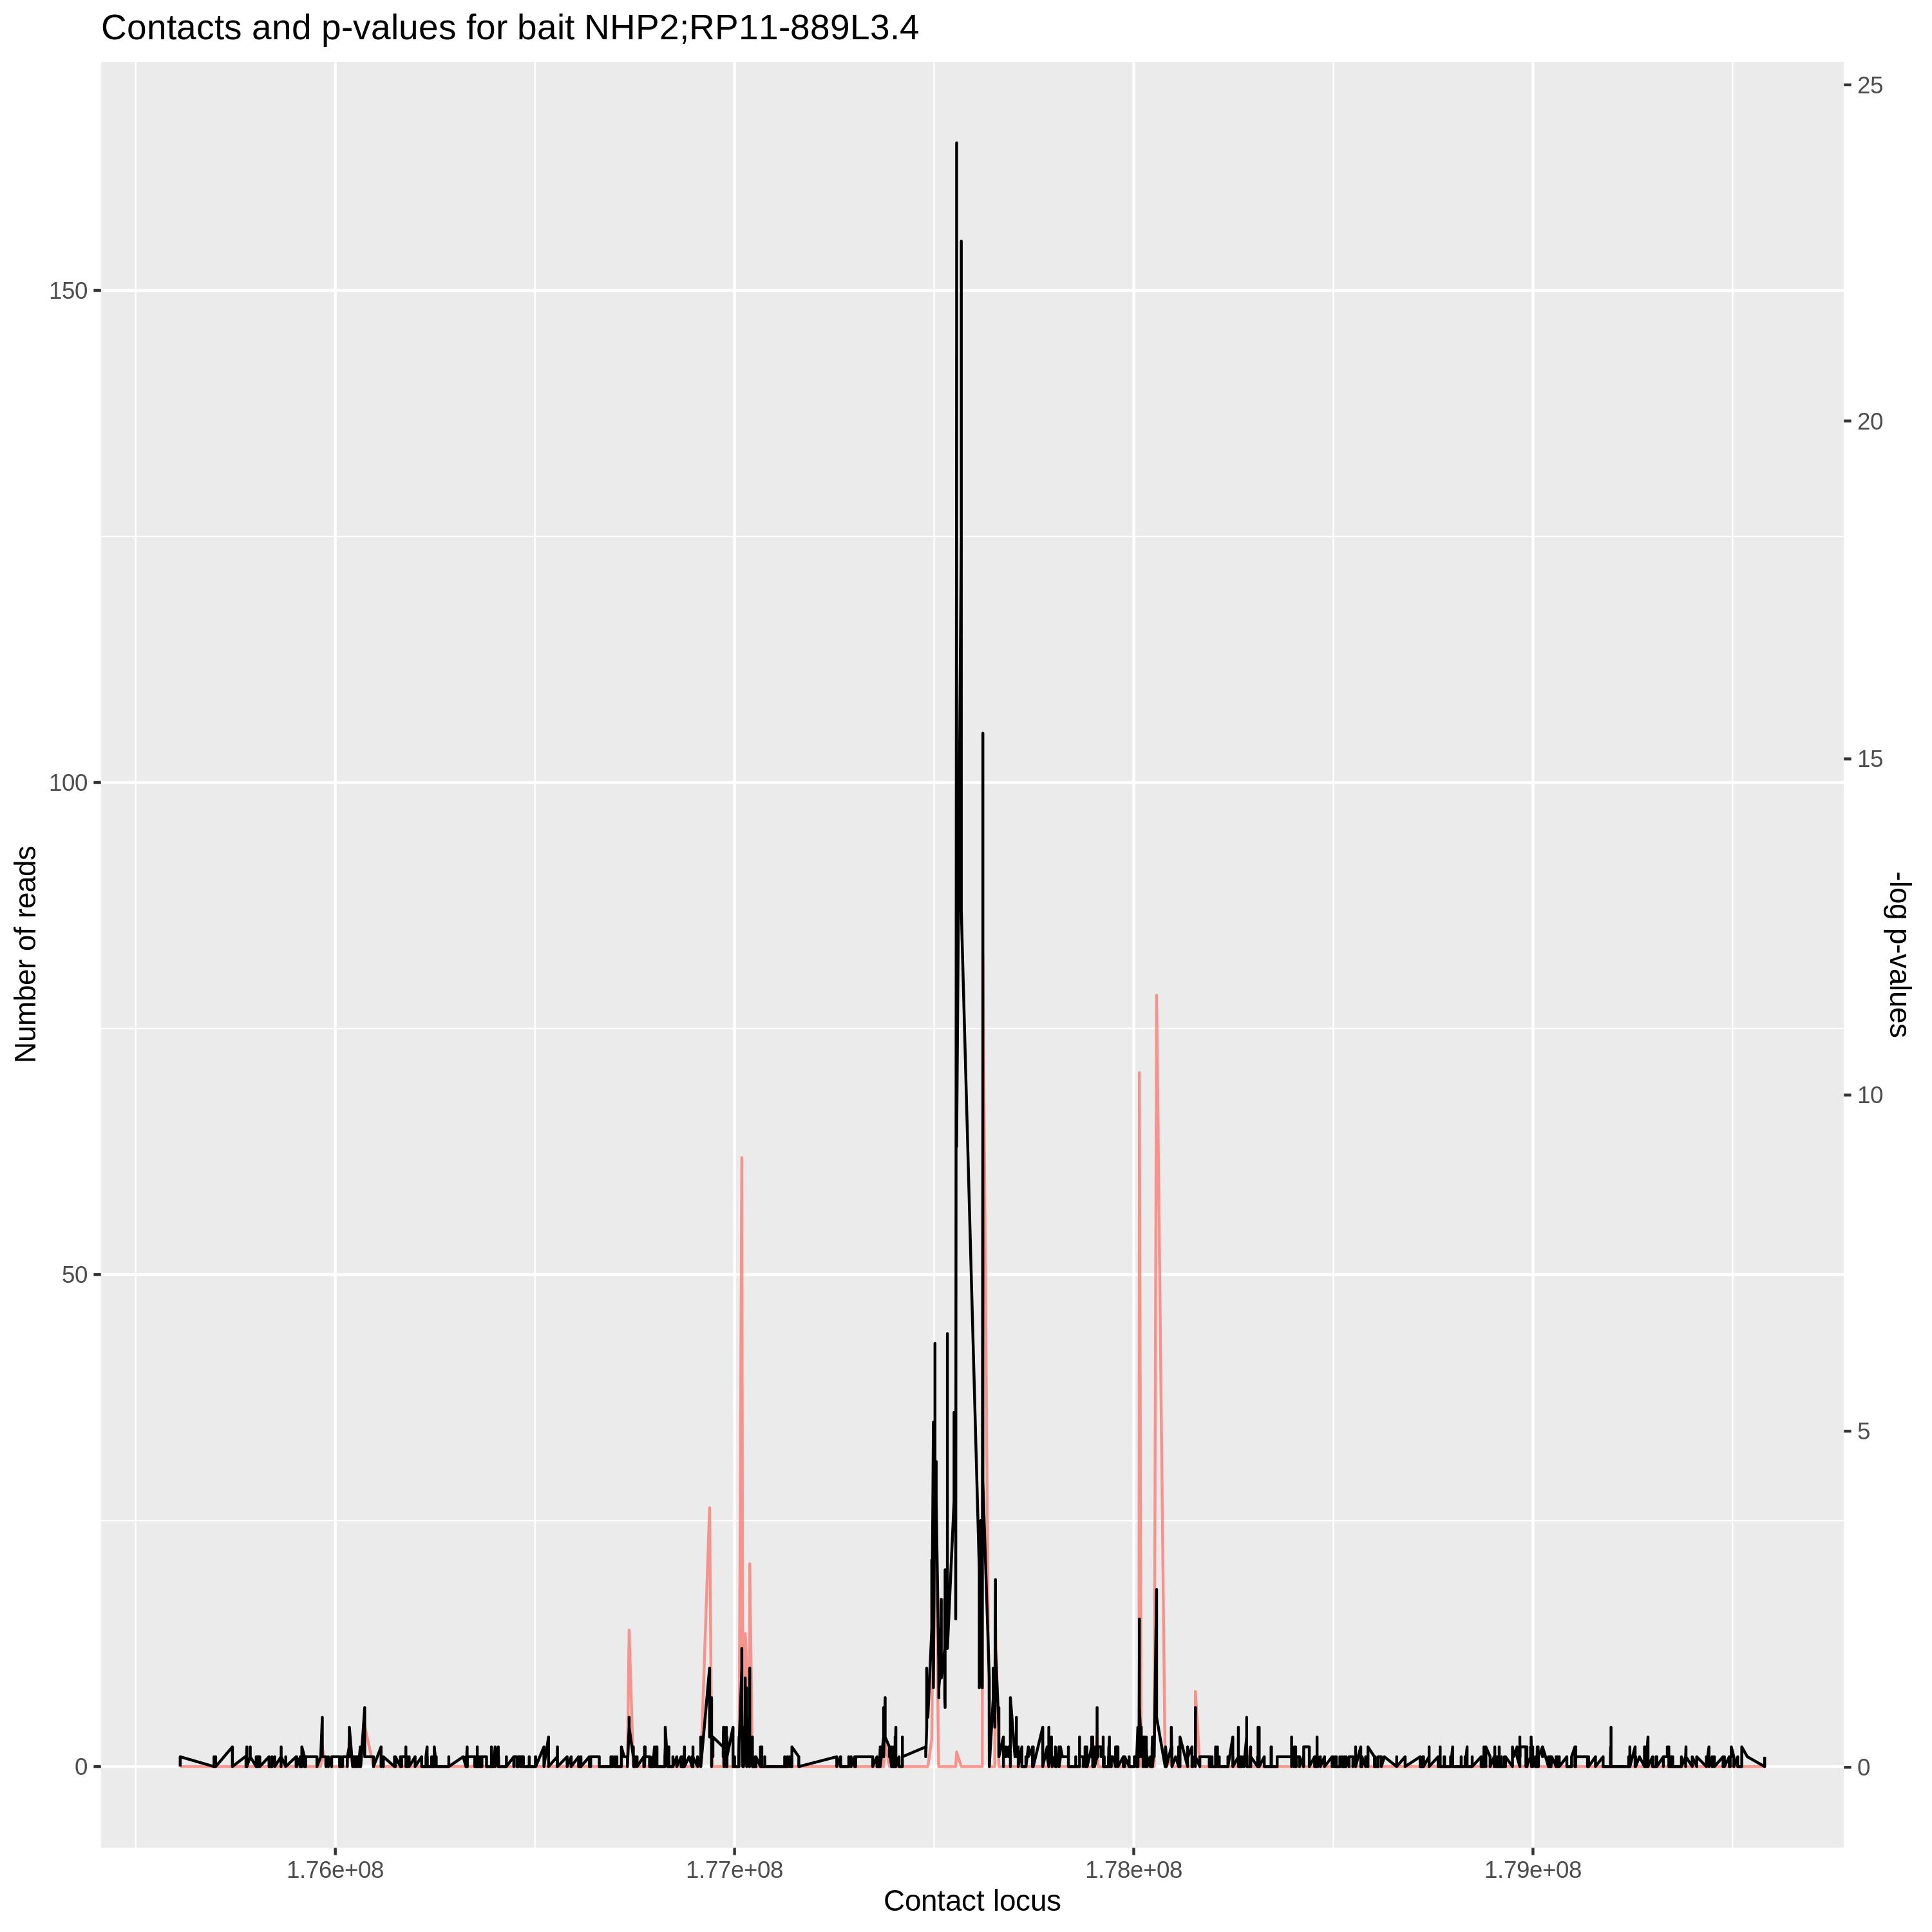 Contacts and p-values for bait NHP2;RP11-889L3.4
150
100
50
0
Number of reads
25
20
15
10
5
0
-log p-values
1.76e+08
1.77e+08
1.78e+08
1.79e+08
Contact locus